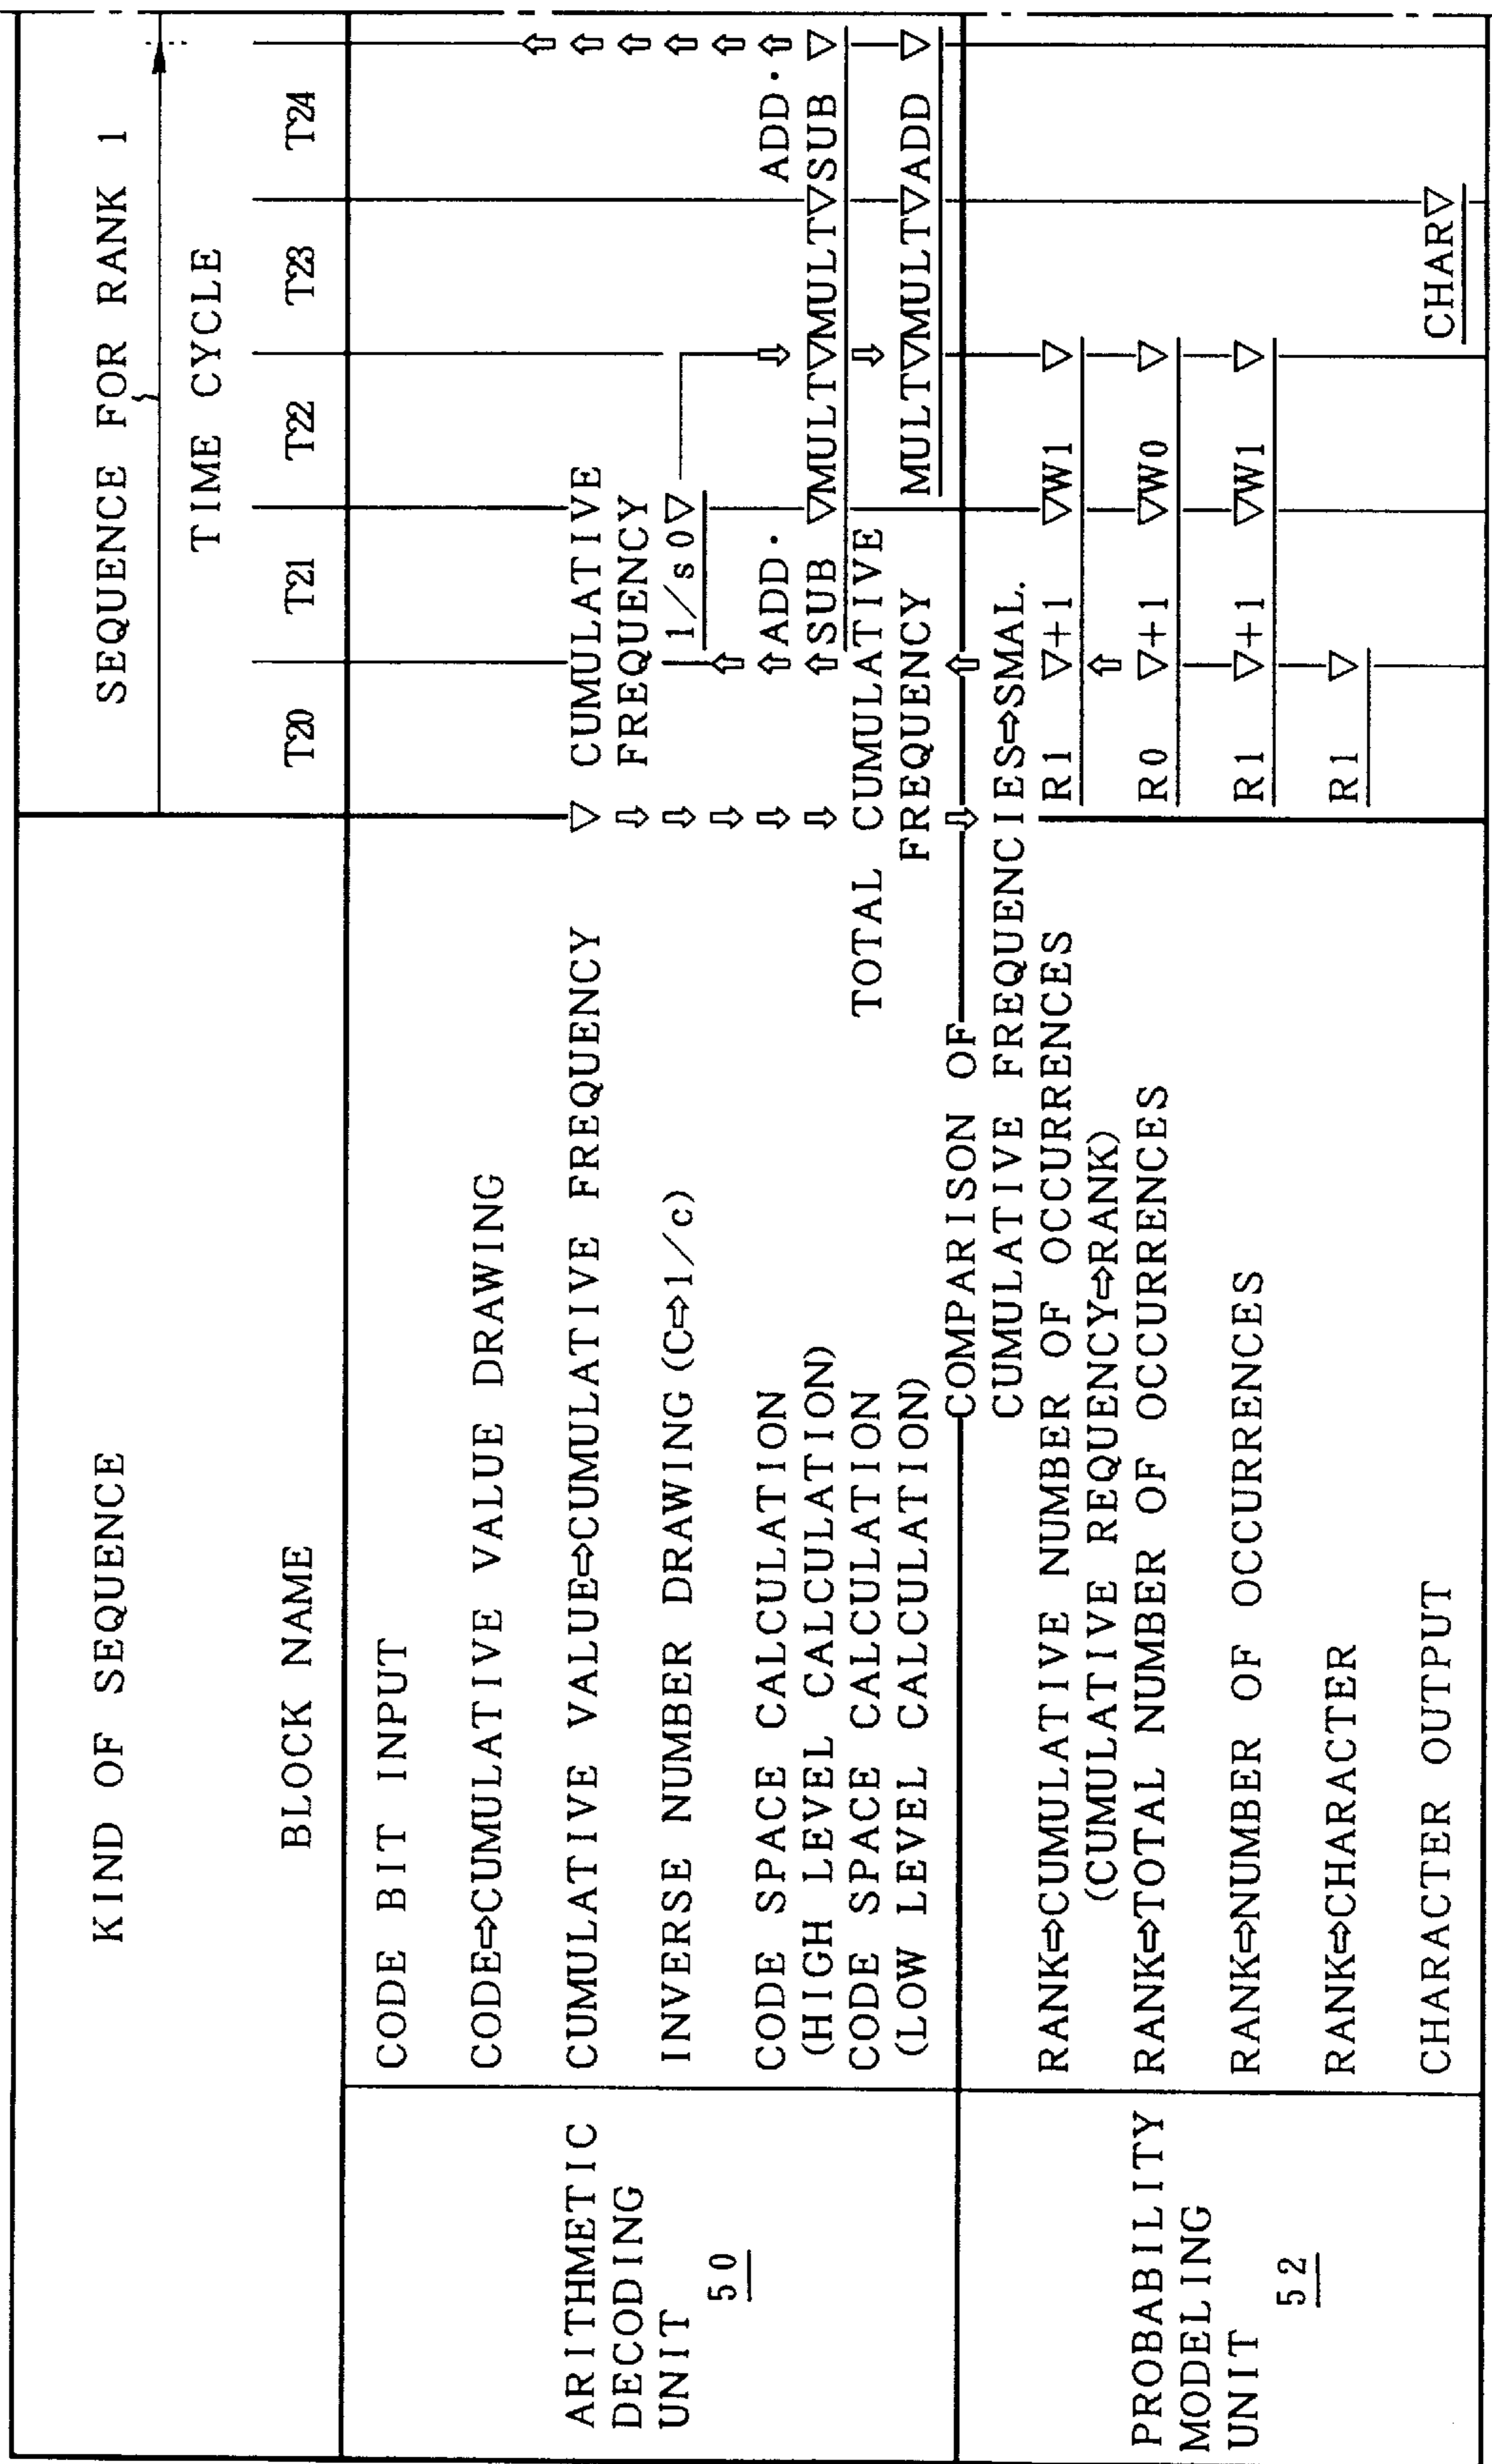 KIND OF SEQUENCE
SEQUENCE FOR RANK 1
TIME CYCLE
BLOCK NAME
T20 T21 T22 T23 T24
ARITHMETIC
DECODING
UNIT
50
CODE BIT INPUT
CODE⇨CUMULATIVE VALUE DRAWING
CUMULATIVE VALUE⇨CUMULATIVE FREQUENCY
▽ CUMULATIVE
FREQUENCY
INVERSE NUMBER DRAWING (C⇨1/c)
1/s0▽
CODE SPACE CALCULATION
(HIGH LEVEL CALCULATION)
ADD·
SUB ▽MULT▽MULT▽SUB ▽
ADD·
CODE SPACE CALCULATION
(LOW LEVEL CALCULATION)
TOTAL CUMULATIVE
FREQUENCY
MULT▽MULT▽ADD ▽
PROBABILITY
MODELING
UNIT
52
COMPARISON OF
CUMULATIVE FREQUENCIES⇨SMAL.
RANK⇨CUMULATIVE NUMBER OF OCCURRENCES
(CUMULATIVE REQUENCY⇨RANK)
R1 ▽+1 ▽W1 ▽
RANK⇨TOTAL NUMBER OF OCCURRENCES
R0 ▽+1 ▽W0 ▽
RANK⇨NUMBER OF OCCURRENCES
R1 ▽+1 ▽W1 ▽
RANK⇨CHARACTER
R1 ▽
CHARACTER OUTPUT
CHAR▽